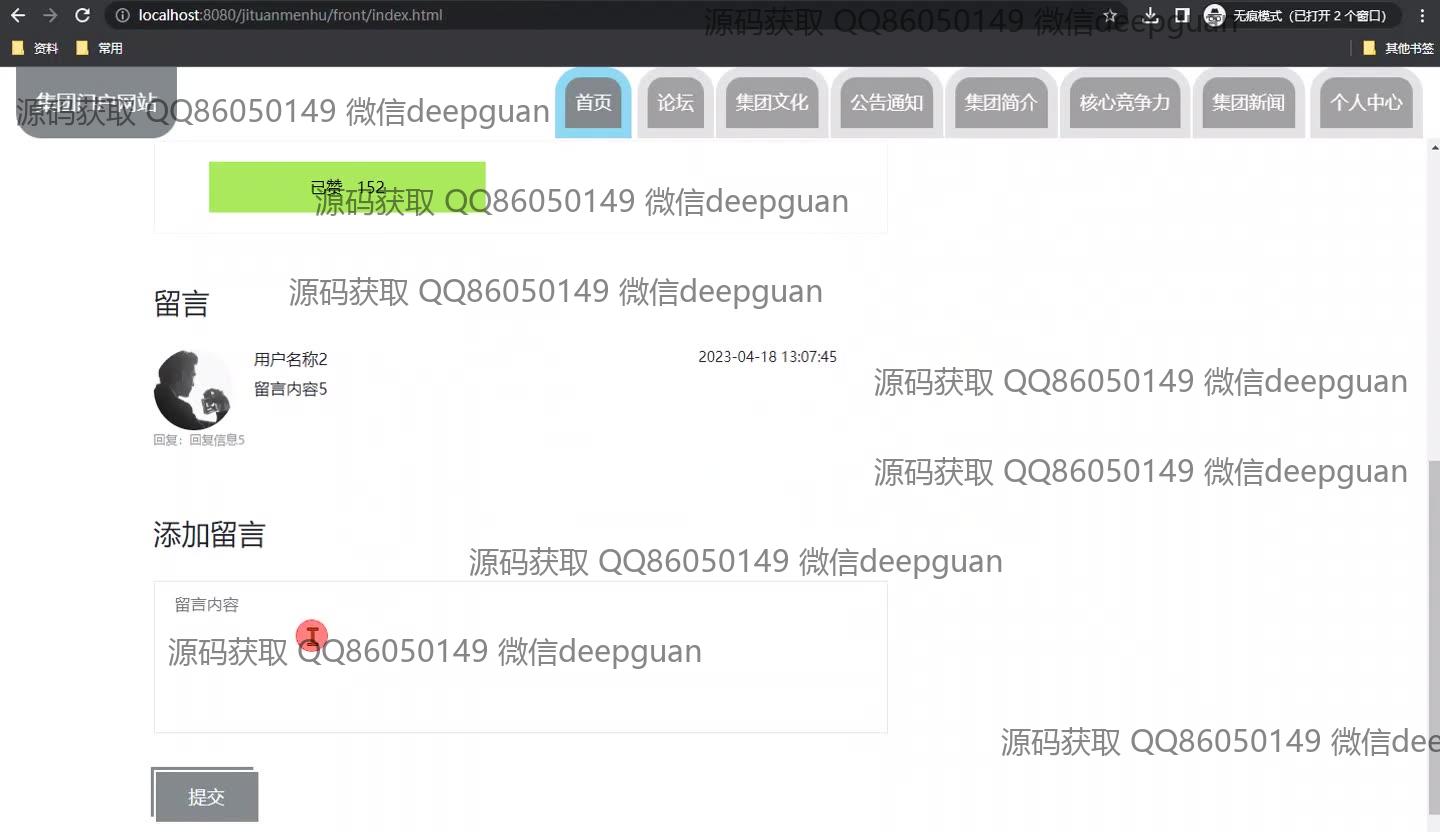 localhost:8080/jituanmenhu/front/index.html
源码获取 QQ86050149 微信deepguan
无痕模式 (已打开 2 个窗口)
资料 常用 其他书签
集团门户网站
源码获取 QQ86050149 微信deepguan
首页 论坛 集团文化 公告通知 集团简介 核心竞争力 集团新闻 个人中心
已赞 152
源码获取 QQ86050149 微信deepguan
源码获取 QQ86050149 微信deepguan
留言
用户名称2
2023-04-18 13:07:45
留言内容5
源码获取 QQ86050149 微信deepguan
回复：回复信息5
源码获取 QQ86050149 微信deepguan
添加留言
源码获取 QQ86050149 微信deepguan
留言内容
源码获取 QQ86050149 微信deepguan
源码获取 QQ86050149 微信dee
提交